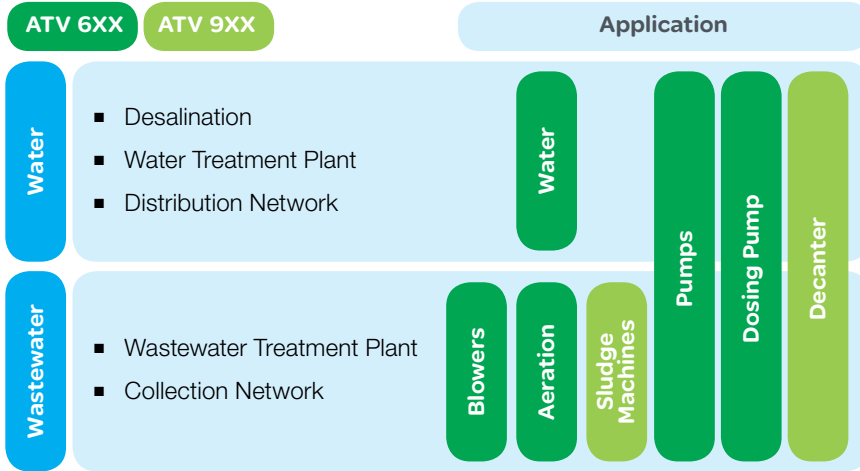 ATV 6XX
ATV 9XX
Application
Water
Desalination
Water Treatment Plant
Distribution Network
Water
Pumps
Dosing Pump
Decanter
Wastewater
Wastewater Treatment Plant
Collection Network
Blowers
Aeration
Sludge
Machines